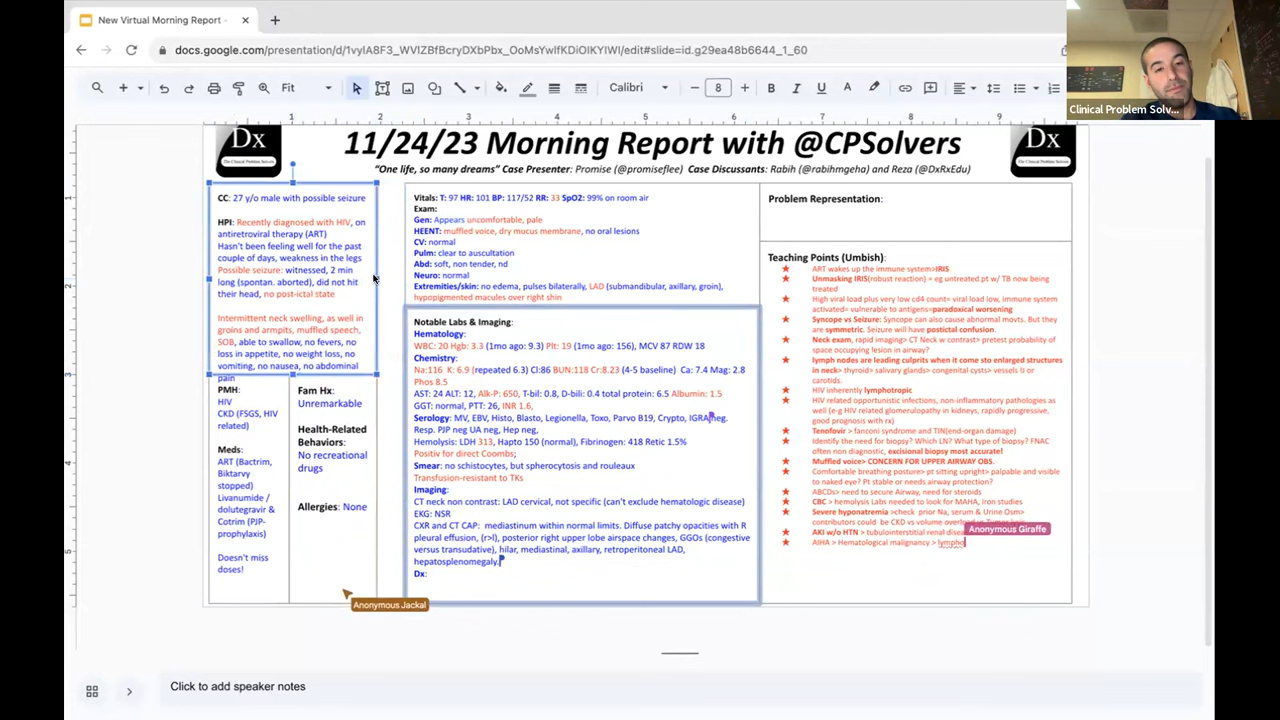 New Virtual Morning Report -
docs.google.com/presentation/d/1vylA8F3_WVIZBfBcryDXbPbx_OoMsYwlfKDiOlKYIWI/edit#slide=id.g29ea48b6644_1_60
Clinical Problem Solv...
Fit
Calibri
8
1 2 3 4 5 6 7 8 9
Dx
The Clinical Problem Solvers
11/24/23 Morning Report with @CPSolvers
Dx
The Clinical Problem Solvers
"One life, so many dreams" Case Presenter: Promise (@promiseflee) Case Discussants: Rabih (@rabihmgeha) and Reza (@DxRxEdu)
CC: 27 y/o male with possible seizure
HPI: Recently diagnosed with HIV, on
antiretroviral therapy (ART)
Hasn't been feeling well for the past
couple of days, weakness in the legs
Possible seizure: witnessed, 2 min
long (spontan. aborted), did not hit
their head, no post-ictal state
Intermittent neck swelling, as well in
groins and armpits, muffled speech,
SOB, able to swallow, no fevers, no
loss in appetite, no weight loss, no
vomiting, no nausea, no abdominal
pain
PMH:
HIV
CKD (FSGS, HIV
related)
Meds:
ART (Bactrim,
Biktarvy
stopped)
Livanumide /
dolutegravir &
Cotrim (PJP-
prophylaxis)
Doesn't miss
doses!
Fam Hx:
Unremarkable
Health-Related
Behaviors:
No recreational
drugs
Allergies: None
Anonymous Jackal
Vitals: T: 97 HR: 101 BP: 117/52 RR: 33 SpO2: 99% on room air
Exam:
Gen: Appears uncomfortable, pale
HEENT: muffled voice, dry mucus membrane, no oral lesions
CV: normal
Pulm: clear to auscultation
Abd: soft, non tender, nd
Neuro: normal
Extremities/skin: no edema, pulses bilaterally, LAD (submandibular, axillary, groin),
hypopigmented macules over right shin
Notable Labs & Imaging:
Hematology:
WBC: 20 Hgb: 3.3 (1mo ago: 9.3) Plt: 19 (1mo ago: 156), MCV 87 RDW 18
Chemistry:
Na:116 K: 6.9 (repeated 6.3) Cl:86 BUN:118 Cr:8.23 (4-5 baseline) Ca: 7.4 Mag: 2.8
Phos 8.5
AST: 24 ALT: 12, Alk-P: 650, T-bil: 0.8, D-bili: 0.4 total protein: 6.5 Albumin: 1.5
GGT: normal, PTT: 26, INR 1.6,
Serology: MV, EBV, Histo, Blasto, Legionella, Toxo, Parvo B19, Crypto, IGRA neg.
Resp. PJP neg UA neg, Hep neg,
Hemolysis: LDH 313, Hapto 150 (normal), Fibrinogen: 418 Retic 1.5%
Positive for direct Coombs;
Smear: no schistocytes, but spherocytosis and rouleaux
Transfusion-resistant to TKs
Imaging:
CT neck non contrast: LAD cervical, not specific (can't exclude hematologic disease)
EKG: NSR
CXR and CT CAP: mediastinum within normal limits. Diffuse patchy opacities with R
pleural effusion, (r>l), posterior right upper lobe airspace changes, GGOs (congestive
versus transudative), hilar, mediastinal, axillary, retroperitoneal LAD,
hepatosplenomegaly.
Dx:
Problem Representation:
Teaching Points (Umbish):
ART wakes up the immune system>IRIS
Unmasking IRIS(robust reaction) = eg untreated pt w/ TB now being
treated
High viral load plus very low cd4 count= viral load low, immune system
activated= vulnerable to antigens=paradoxical worsening
Syncope vs Seizure: Syncope can also cause abnormal movts. But they
are symmetric. Seizure will have postictal confusion.
Neck exam, rapid imaging> CT Neck w contrast> pretest probability of
space occupying lesion in airway?
lymph nodes are leading culprits when it come sto enlarged structures
in neck> thyroid> salivary glands> congenital cysts> vessels IJ or
carotids.
HIV inherently lymphotropic
HIV related opportunistic infections, non-inflammatory pathologies as
well (e-g HIV related glomerulopathy in kidneys, rapidly progressive,
good prognosis with rx)
Tenofovir > fanconi syndrome and TIN(end-organ damage)
Identify the need for biopsy? Which LN? What type of biopsy? FNAC
often non diagnostic, excisional biopsy most accurate!
Muffled voice> CONCERN FOR UPPER AIRWAY OBS.
Comfortable breathing posture> pt sitting upright> palpable and visible
to naked eye? Pt stable or needs airway protection?
ABCDs> need to secure Airway, need for steroids
CBC > hemolysis Labs needed to look for MAHA, iron studies
Severe hyponatremia >check prior Na, serum & Urine Osm>
contributors could be CKD vs volume
AKI w/o HTN > tubulointerstitial
AIHA > Hematological malignancy > lympho
Anonymous Giraffe
Click to add speaker notes